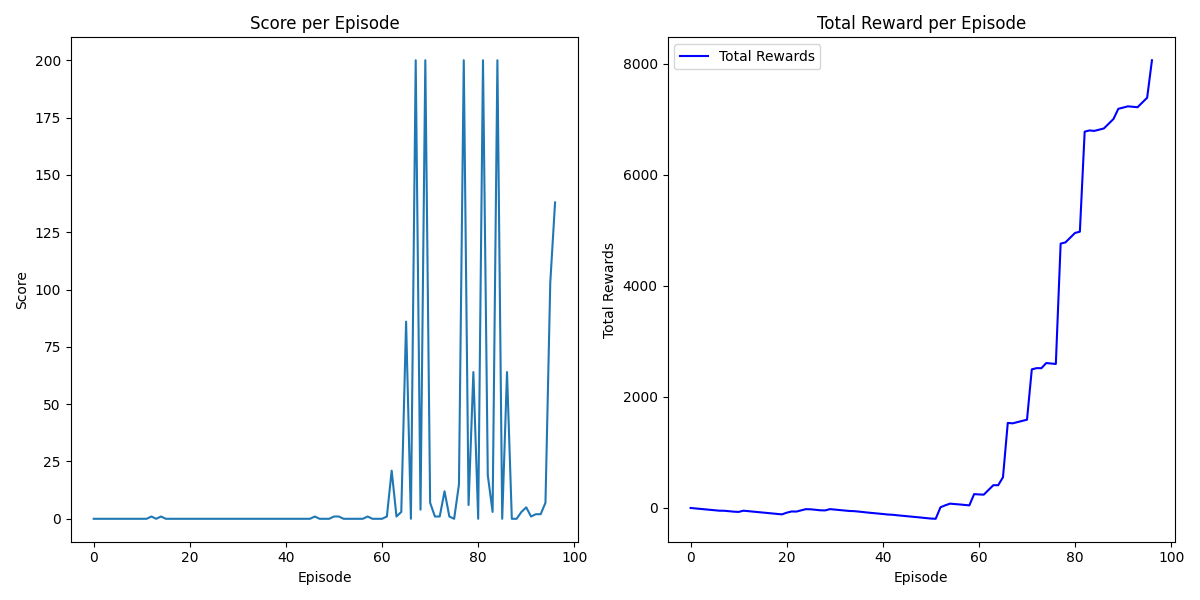 Score per Episode
Score
200
175
150
125
100
75
50
25
0
0 20 40 60 80 100
Episode
Total Reward per Episode
Total Rewards
Total Rewards
8000
6000
4000
2000
0
0 20 40 60 80 100
Episode